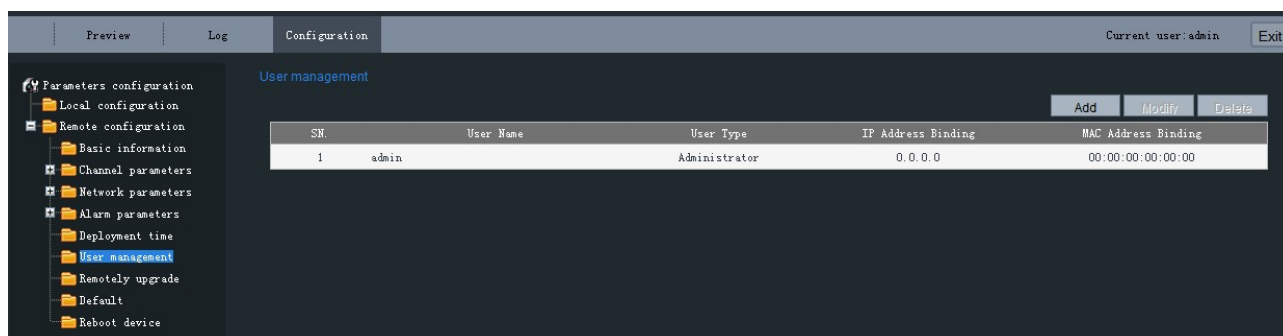 Preview Log Configuration Current user:admin Exit
Parameters configuration
Local configuration
Remote configuration
Basic information
Channel parameters
Network parameters
Alarm parameters
Deployment time
User management
Remotely upgrade
Default
Reboot device
User management
Add Modify Delete
SN. User Name User Type IP Address Binding MAC Address Binding
1 admin Administrator 0.0.0.0 00:00:00:00:00:00